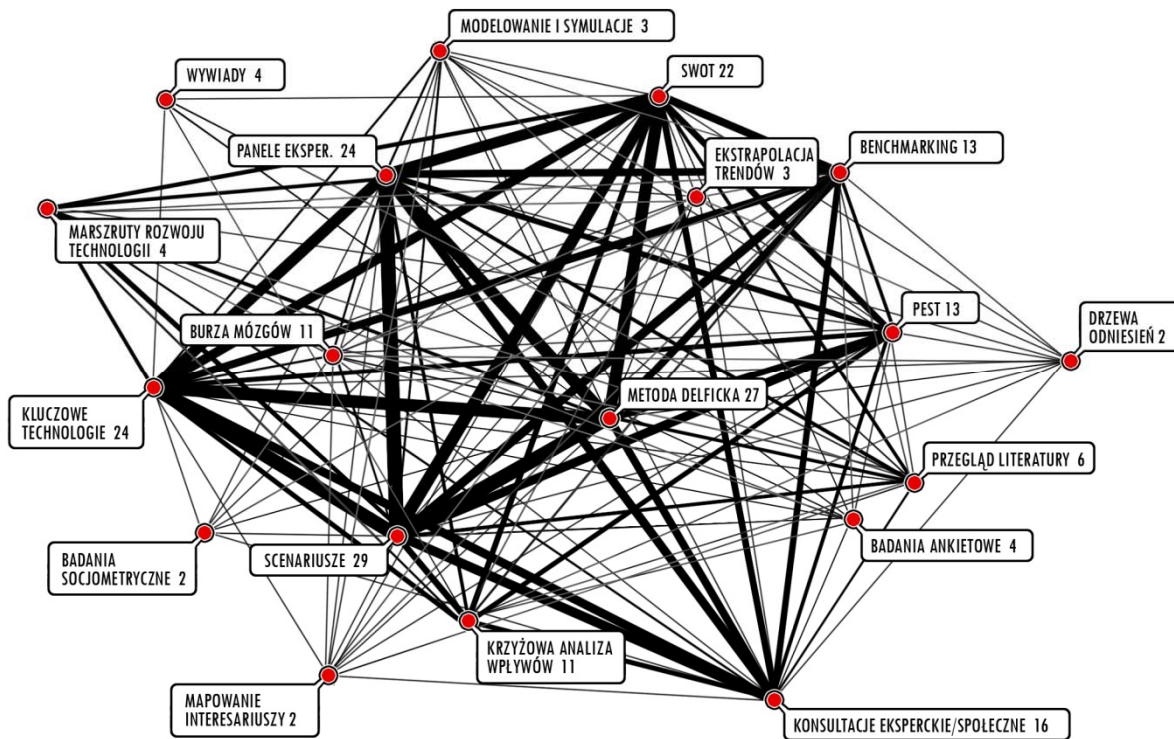 MODELOWANIE I SYMULACJE 3
WYWIADY 4
SWOT 22
PANELE EKSPER. 24
EKSTRAPOLACJA
TRENDÓW 3
BENCHMARKING 13
MARSZRUTY ROZWOJU
TECHNOLOGII 4
BURZA MÓZGÓW 11
PEST 13
DRZEWA
ODNIESIEŃ 2
METODA DELFICKA 27
KLUCZOWE
TECHNOLOGIE 24
PRZEGLĄD LITERATURY 6
BADANIA
SOCJOMETRYCZNE 2
SCENARIUSZE 29
BADANIA ANKIETOWE 4
KRZYŻOWA ANALIZA
WPŁYWÓW 11
MAPOWANIE
INTERESARIUSZY 2
KONSULTACJE EKSPERCKIE/SPOŁECZNE 16